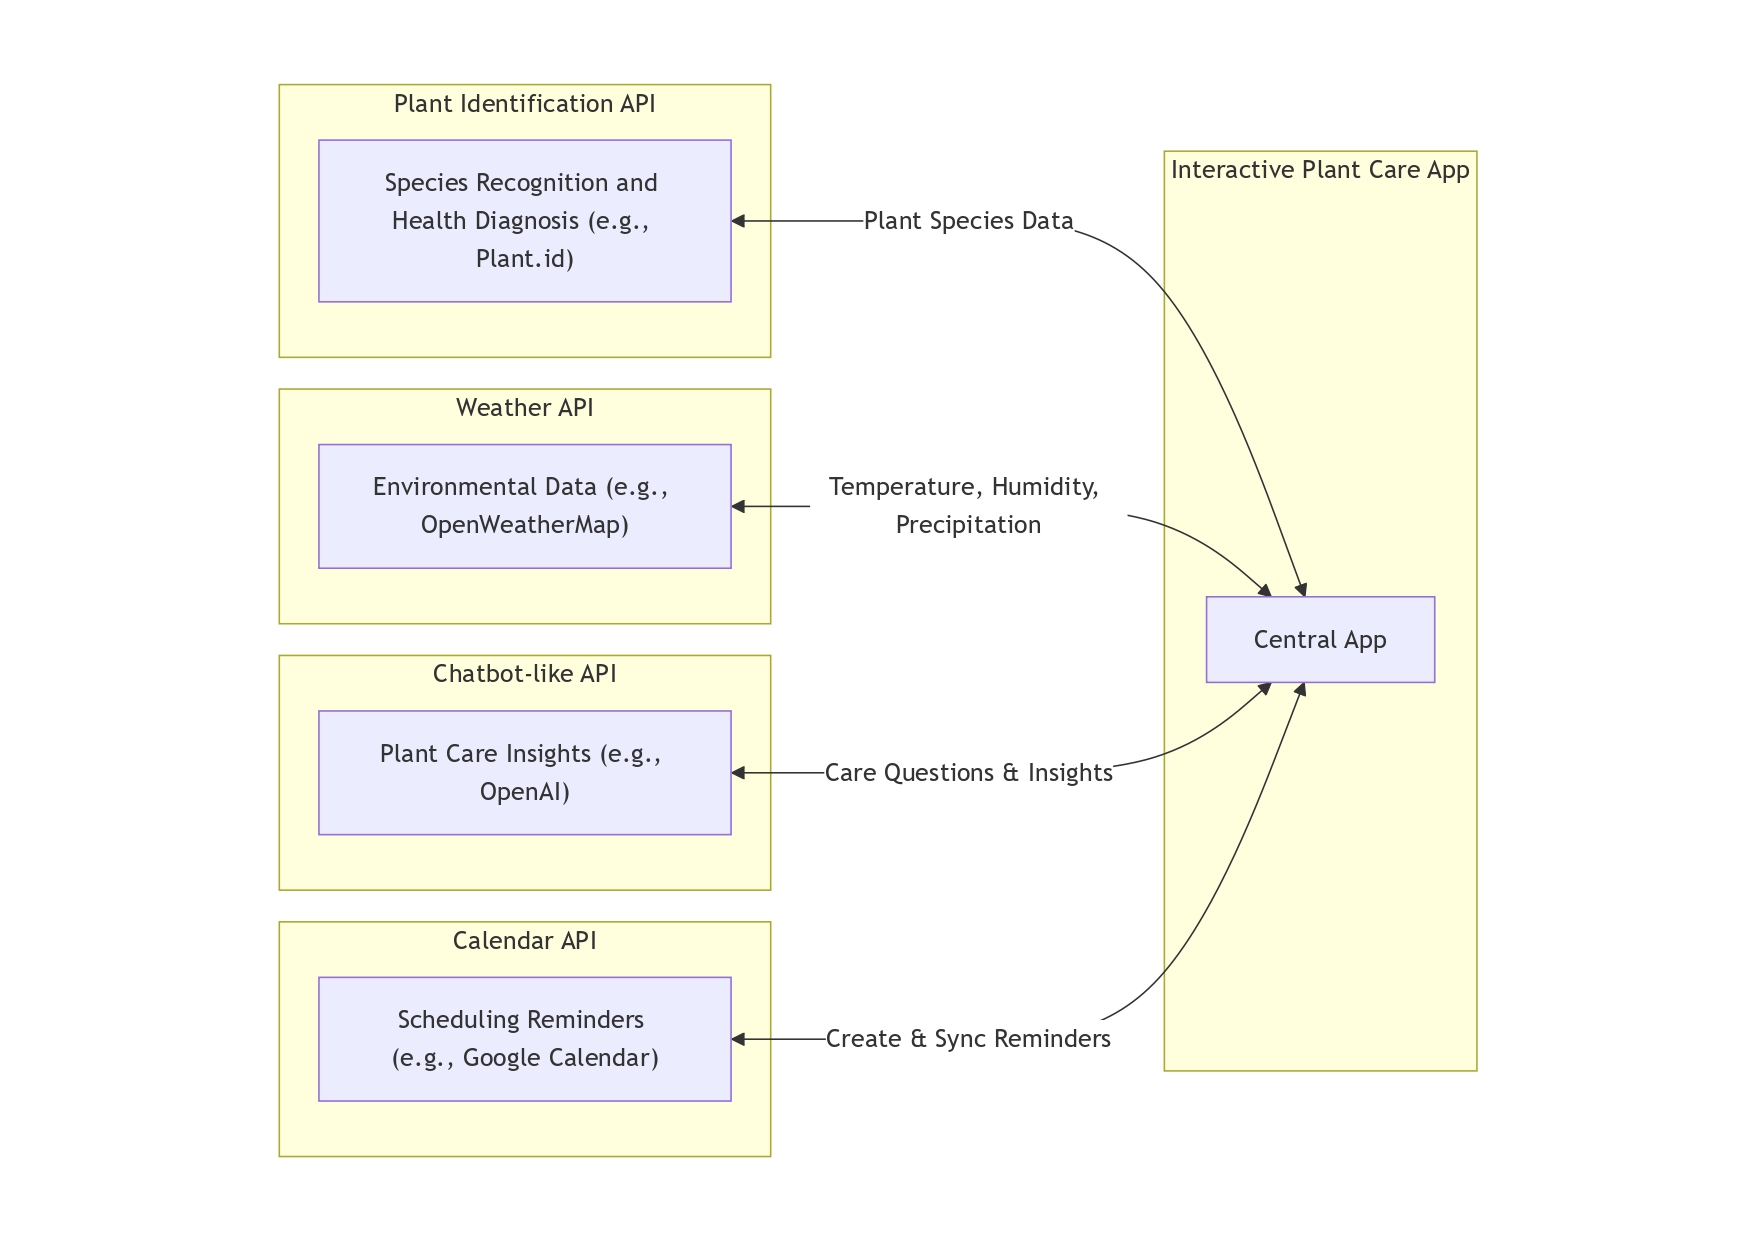 Plant Identification API
Species Recognition and
Health Diagnosis (e.g.,
Plant.id)
Plant Species Data
Interactive Plant Care App
Weather API
Environmental Data (e.g.,
OpenWeatherMap)
Temperature, Humidity,
Precipitation
Central App
Chatbot-like API
Plant Care Insights (e.g.,
OpenAI)
Care Questions & Insights
Calendar API
Scheduling Reminders
(e.g., Google Calendar)
Create & Sync Reminders